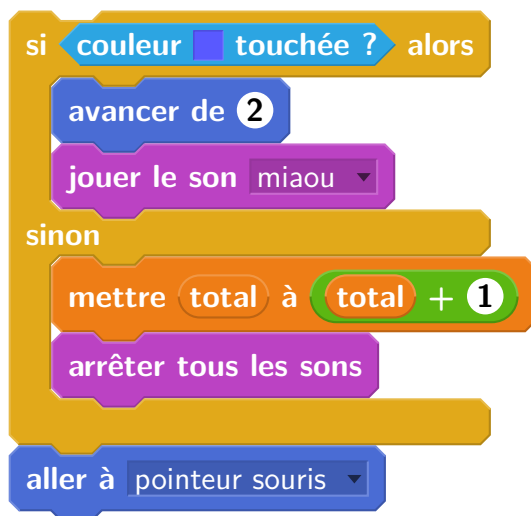 si couleur touchée ? alors
avancer de 2
jouer le son miaou
sinon
mettre total à total + 1
arrêter tous les sons
aller à pointeur souris